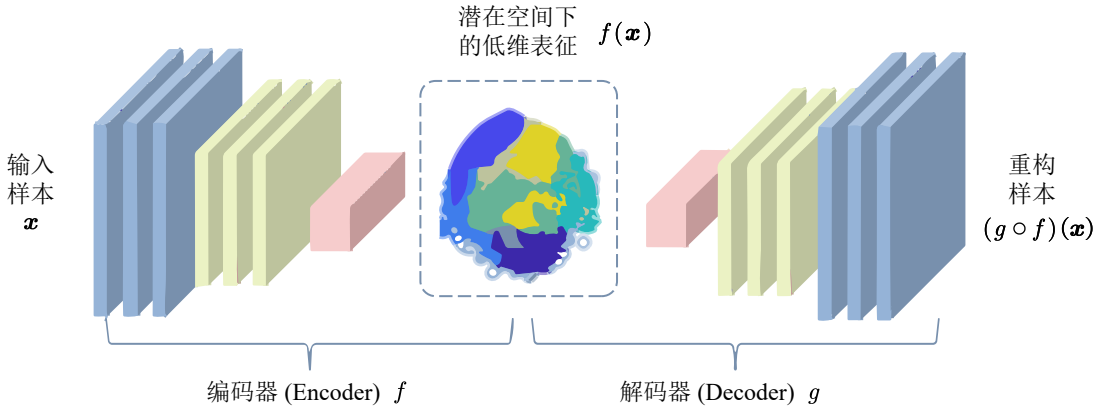 潜在空间下
的低维表征 f(x)
输入
样本
x
重构
样本
(g ∘ f)(x)
编码器 (Encoder) f
解码器 (Decoder) g